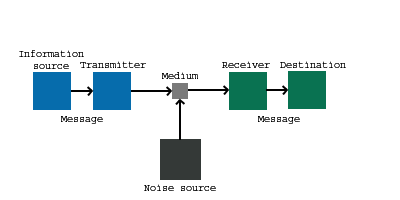 Information
source
Transmitter
Medium
Receiver
Destination
Message
Message
Noise source